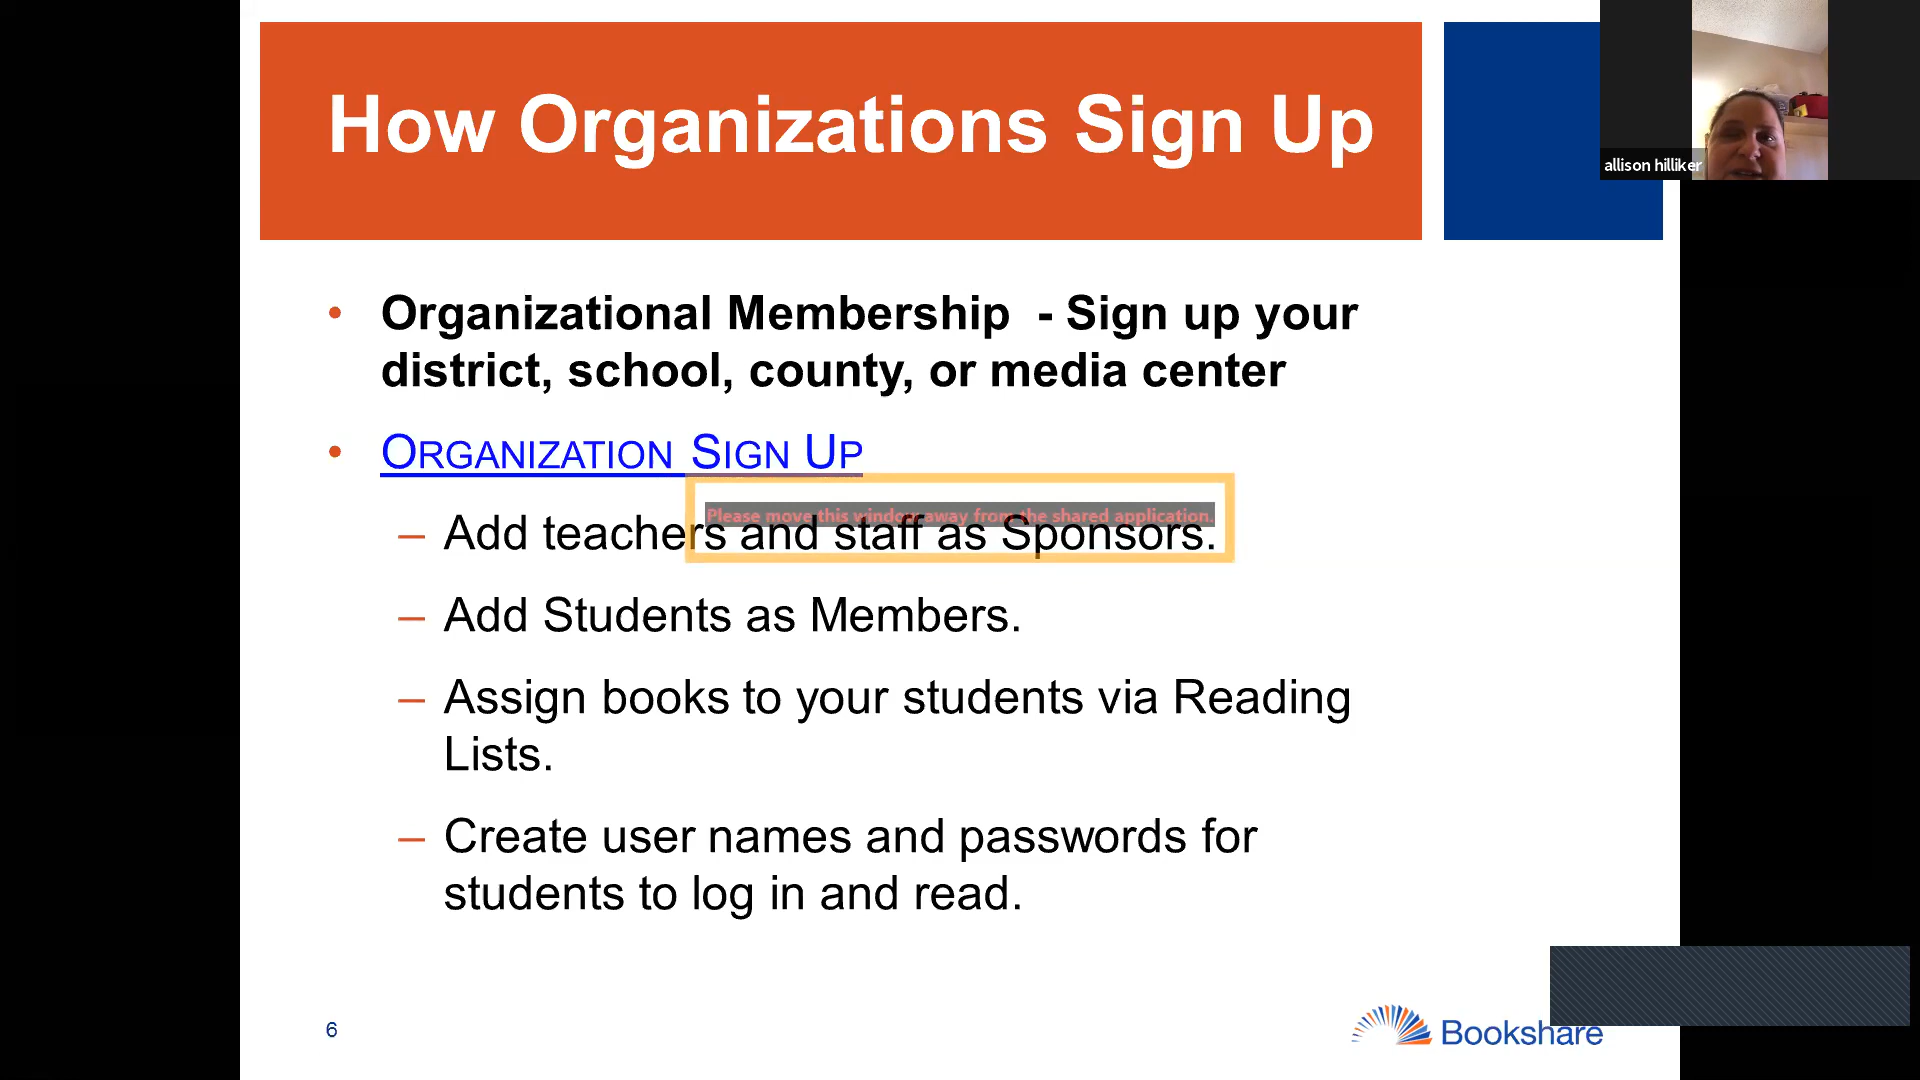 How Organizations Sign Up
allison hilliker
• Organizational Membership - Sign up your
district, school, county, or media center
• ORGANIZATION SIGN UP
Please move this window away from the shared application.
– Add teachers and staff as Sponsors.
– Add Students as Members.
– Assign books to your students via Reading
Lists.
– Create user names and passwords for
students to log in and read.
6
Bookshare